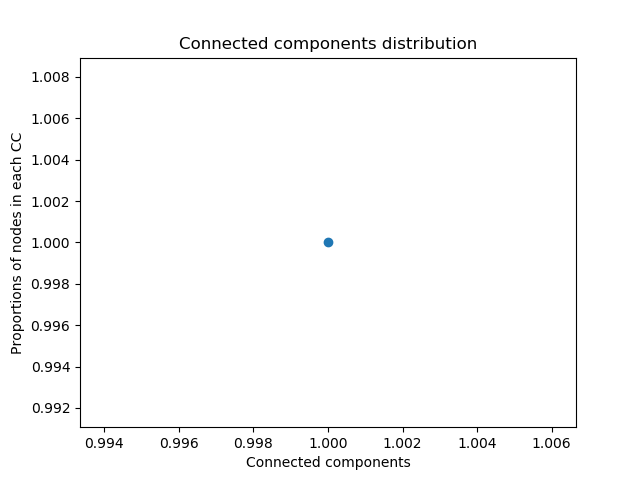 Connected components distribution
Proportions of nodes in each CC
1.008
1.006
1.004
1.002
1.000
0.998
0.996
0.994
0.992
0.994 0.996 0.998 1.000 1.002 1.004 1.006
Connected components